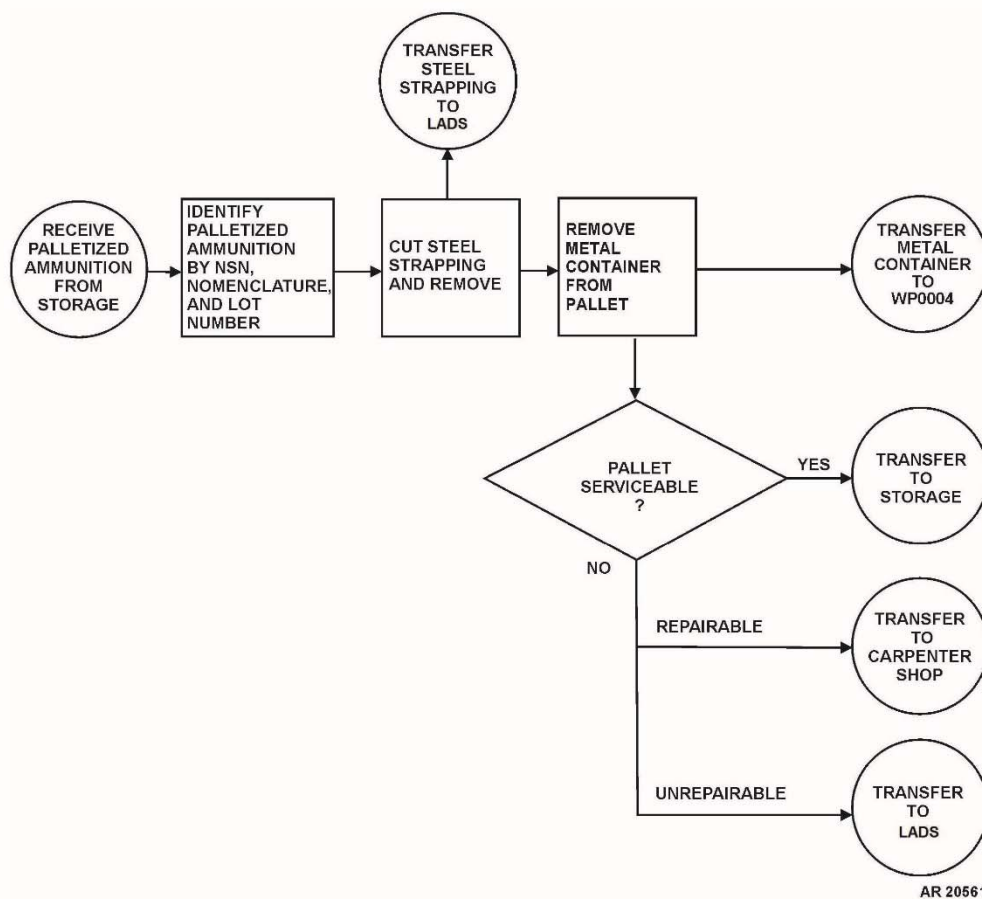 TRANSFER
STEEL
STRAPPING
TO
LADS
RECEIVE
PALLETIZED
AMMUNITION
FROM
STORAGE
IDENTIFY
PALLETIZED
AMMUNITION
BY NSN,
NOMENCLATURE,
AND LOT
NUMBER
CUT STEEL
STRAPPING
AND REMOVE
REMOVE
METAL
CONTAINER
FROM
PALLET
TRANSFER
METAL
CONTAINER
TO
WP0004
PALLET
SERVICEABLE
?
YES
TRANSFER
TO
STORAGE
NO
REPAIRABLE
TRANSFER
TO
CARPENTER
SHOP
UNREPAIRABLE
TRANSFER
TO
LADS
AR 20561